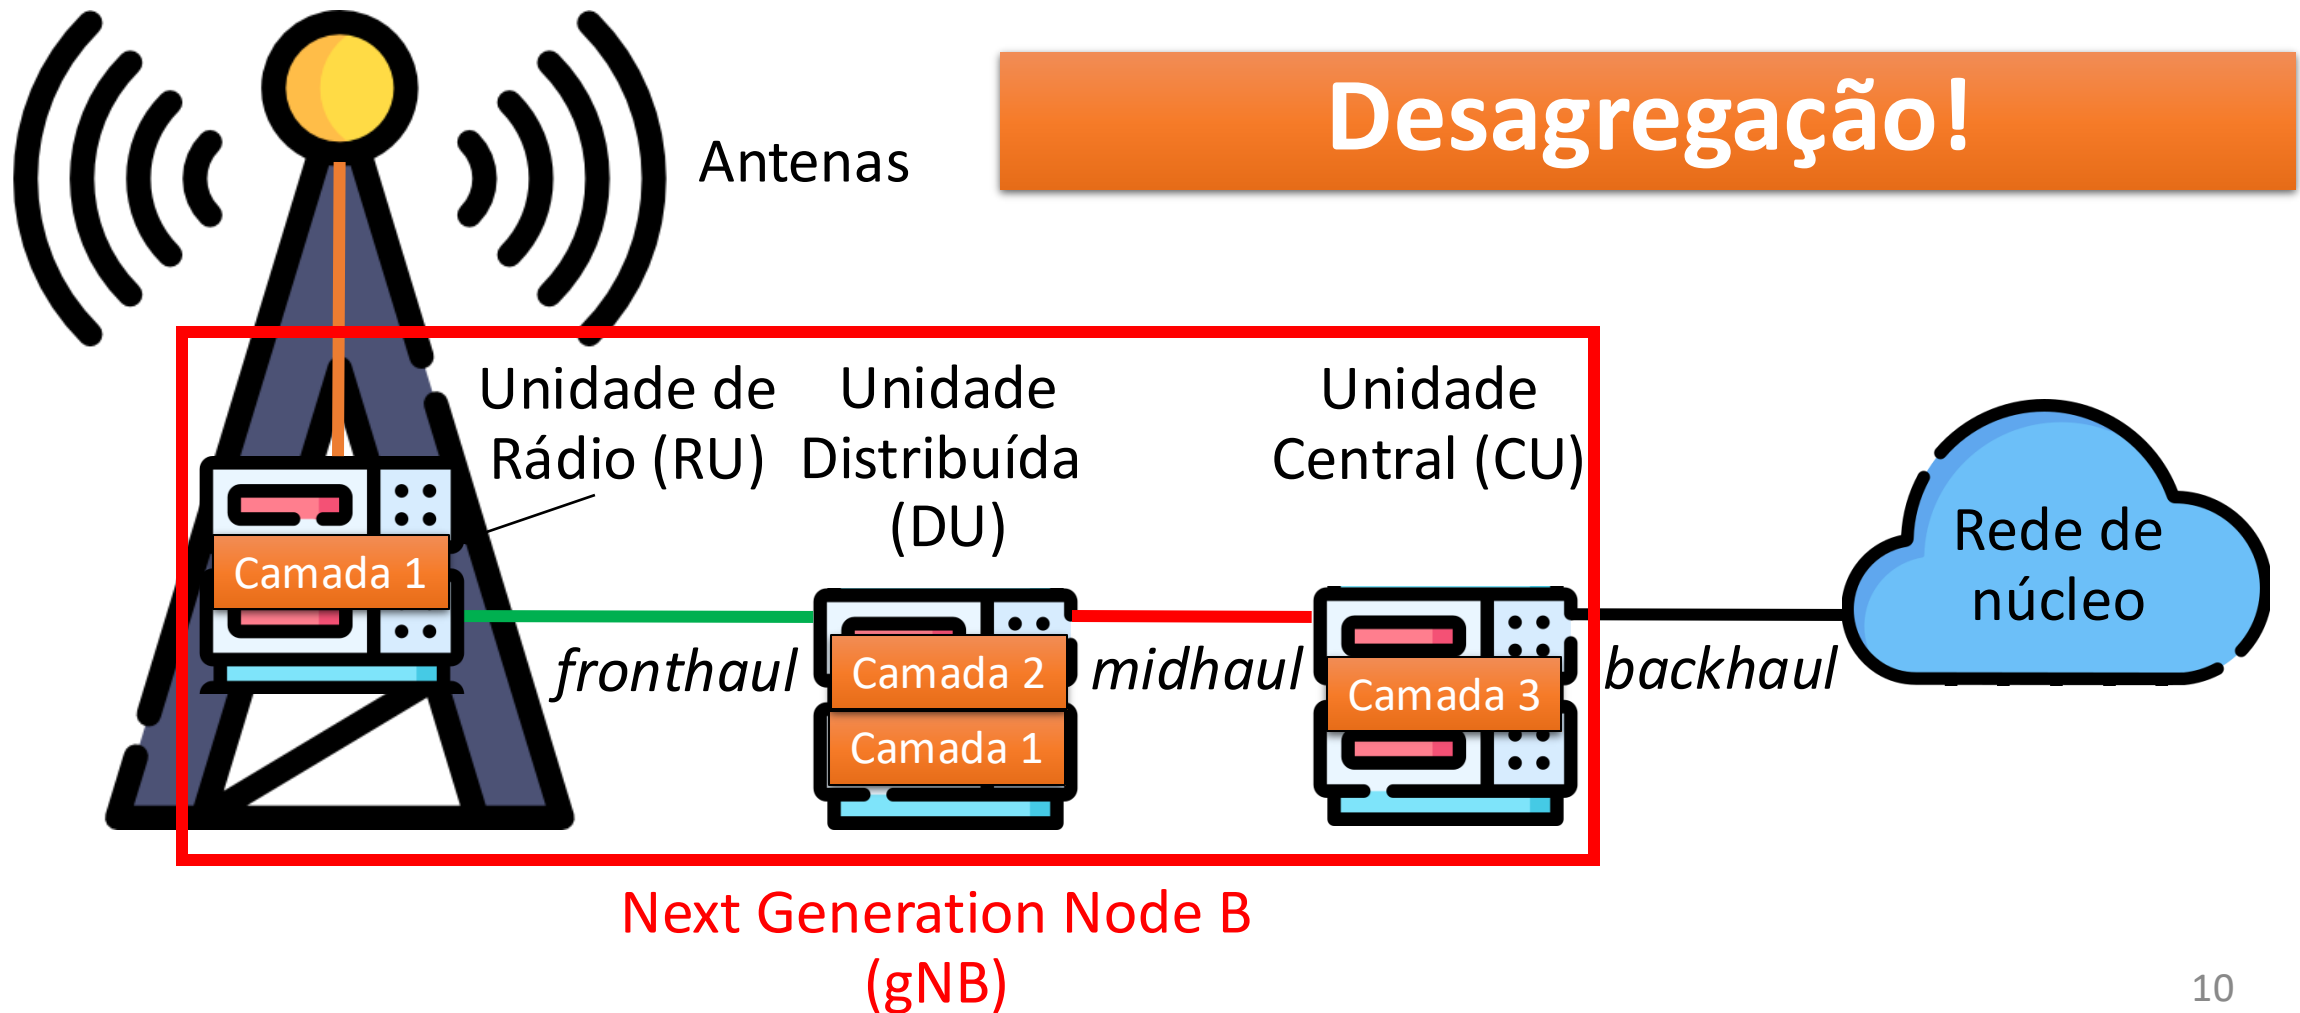 Desagregação!
Antenas
Unidade de
Rádio (RU)
Unidade
Distribuída
(DU)
Unidade
Central (CU)
Rede de
núcleo
Camada 1
fronthaul
Camada 2
Camada 1
midhaul
Camada 3
backhaul
Next Generation Node B
(gNB)
10